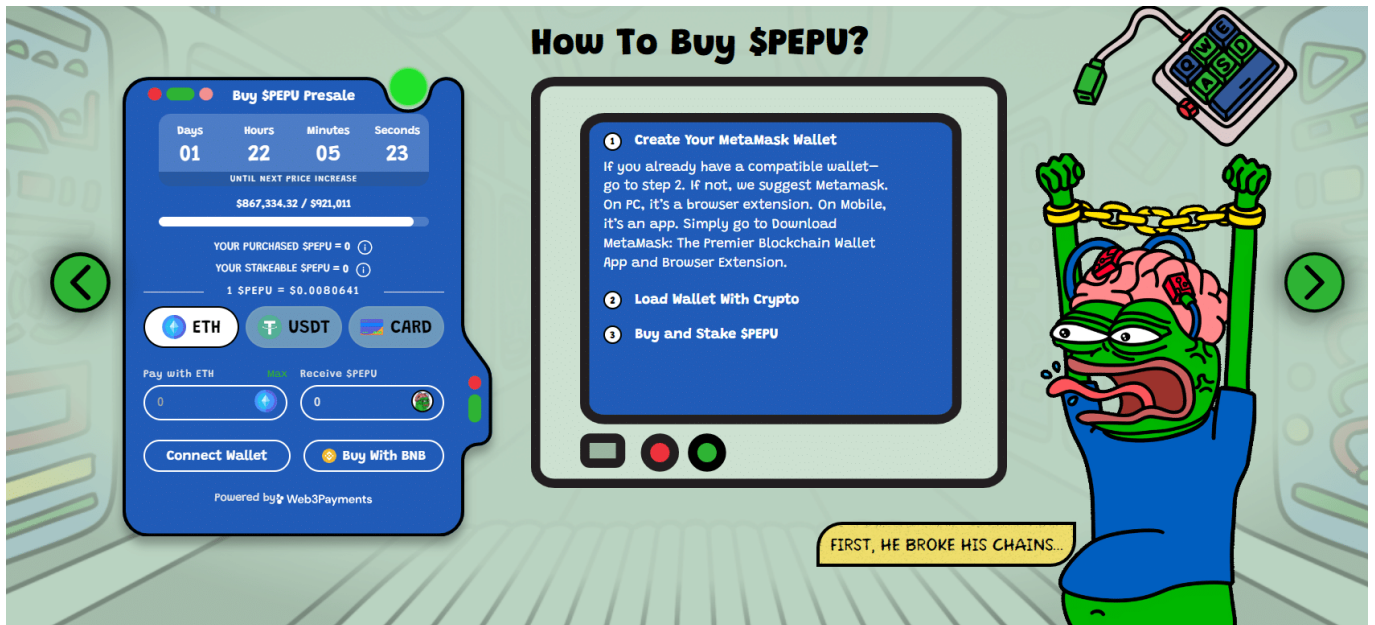 How To Buy $PEPU?
Buy $PEPU Presale
Days Hours Minutes Seconds
01 22 05 23
UNTIL NEXT PRICE INCREASE
$867,334.32 / $921,011
YOUR PURCHASED $PEPU = 0
YOUR STAKEABLE $PEPU = 0
1 $PEPU = $0.0080641
ETH USDT CARD
Pay with ETH Max Receive $PEPU
0 0
Connect Wallet Buy With BNB
Powered by Web3Payments
1 Create Your MetaMask Wallet
If you already have a compatible wallet—
go to step 2. If not, we suggest Metamask.
On PC, it's a browser extension. On Mobile,
it's an app. Simply go to Download
MetaMask: The Premier Blockchain Wallet
App and Browser Extension.
2 Load Wallet With Crypto
3 Buy and Stake $PEPU
Q W E
A S D
FIRST, HE BROKE HIS CHAINS...